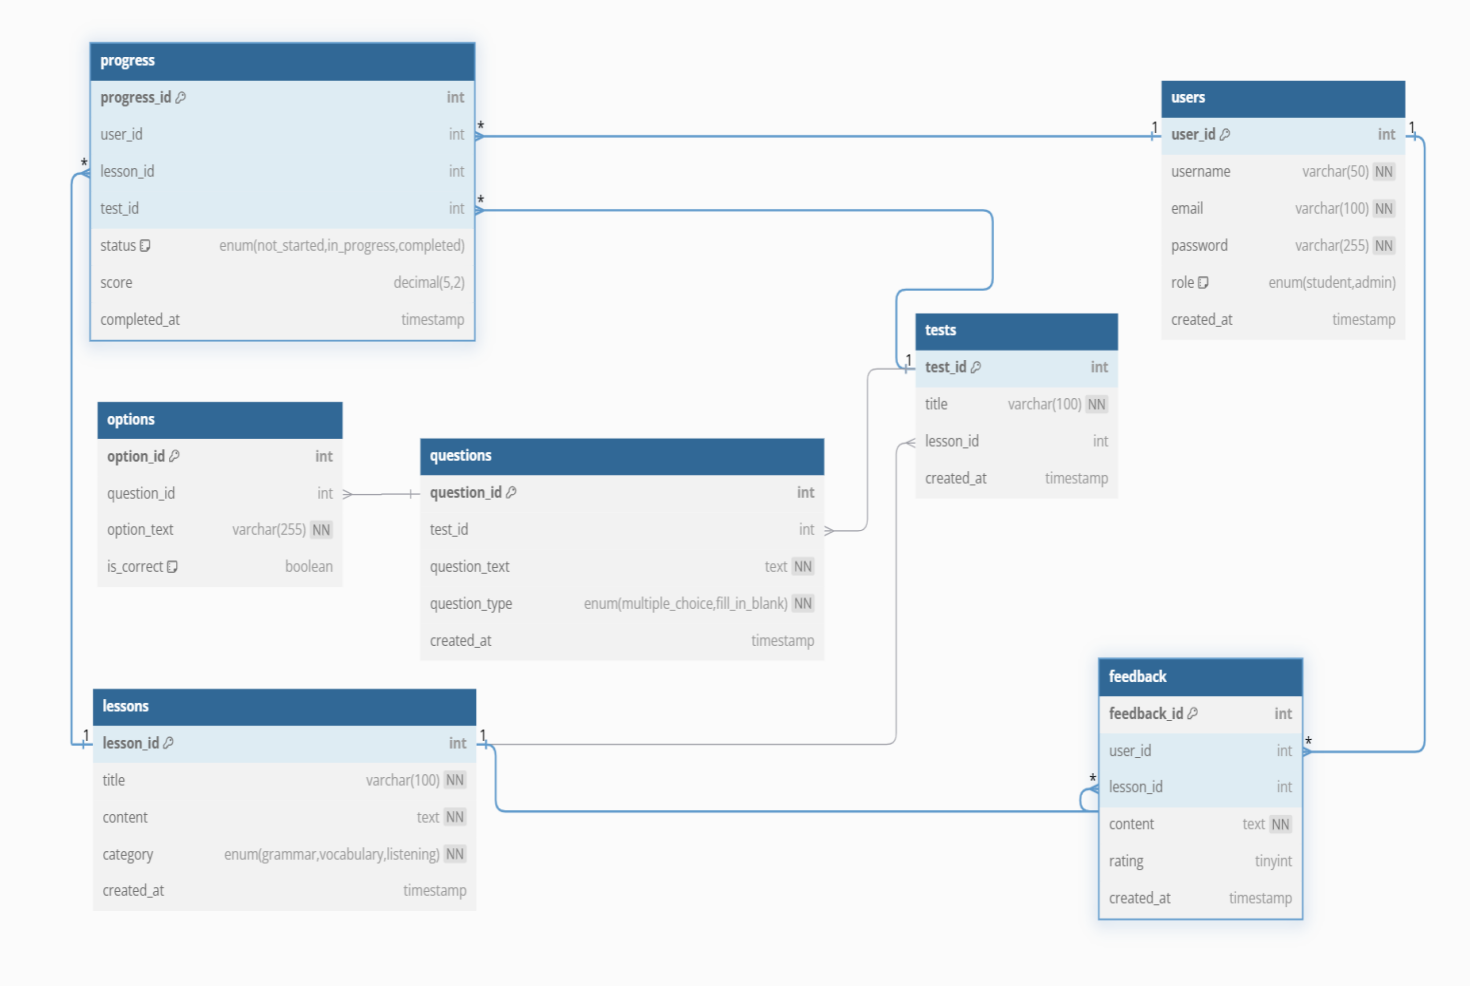 progress
progress_id int
user_id int
lesson_id int
test_id int
status enum(not_started,in_progress,completed)
score decimal(5,2)
completed_at timestamp
*
*
*
users
user_id int
username varchar(50) NN
email varchar(100) NN
password varchar(255) NN
role enum(student,admin)
created_at timestamp
1
1
tests
test_id int
title varchar(100) NN
lesson_id int
created_at timestamp
1
options
option_id int
question_id int
option_text varchar(255) NN
is_correct boolean
questions
question_id int
test_id int
question_text text NN
question_type enum(multiple_choice,fill_in_blank) NN
created_at timestamp
lessons
lesson_id int
title varchar(100) NN
content text NN
category enum(grammar,vocabulary,listening) NN
created_at timestamp
1
1
feedback
feedback_id int
user_id int
lesson_id int
content text NN
rating tinyint
created_at timestamp
*
*